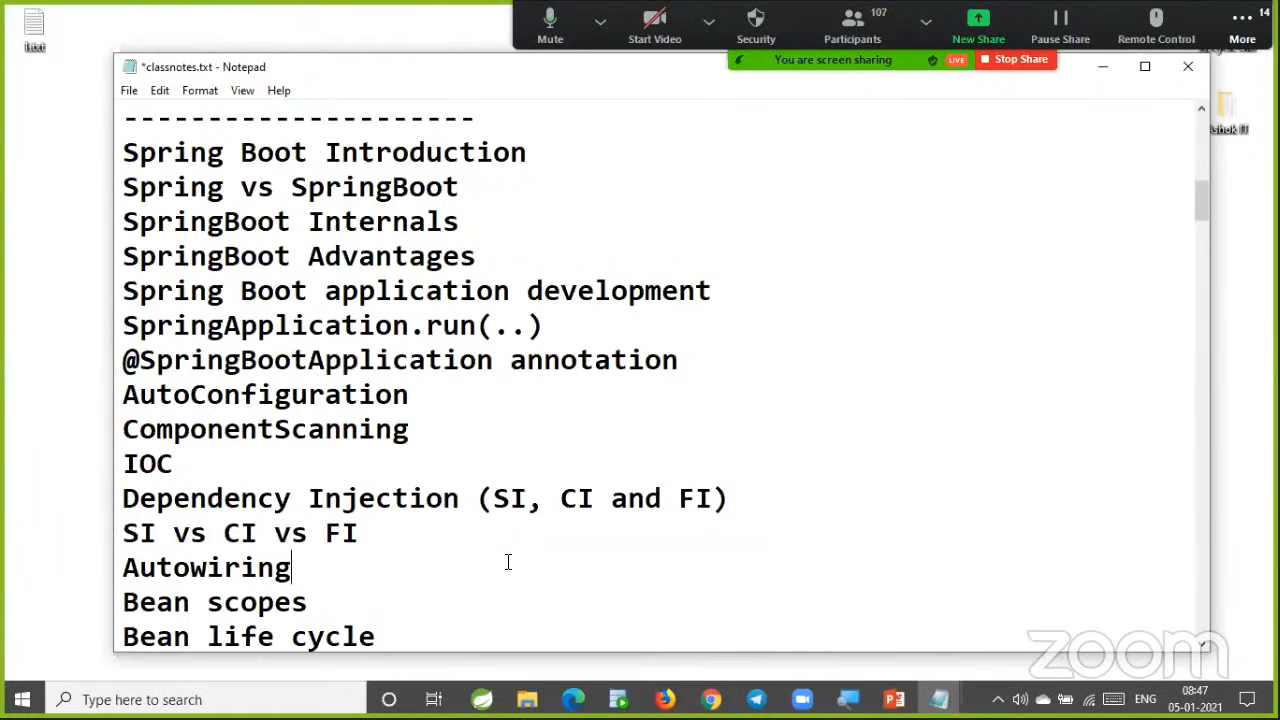 107
14
Mute
Start Video
Security
Participants
New Share
Pause Share
Remote Control
More
You are screen sharing
LIVE
Stop Share
*classnotes.txt - Notepad
File Edit Format View Help
---------------------
Spring Boot Introduction
Spring vs SpringBoot
SpringBoot Internals
SpringBoot Advantages
Spring Boot application development
SpringApplication.run(..)
@SpringBootApplication annotation
AutoConfiguration
ComponentScanning
IOC
Dependency Injection (SI, CI and FI)
SI vs CI vs FI
Autowiring
Bean scopes
Bean life cycle
zoom
Type here to search
ENG
08:47
05-01-2021